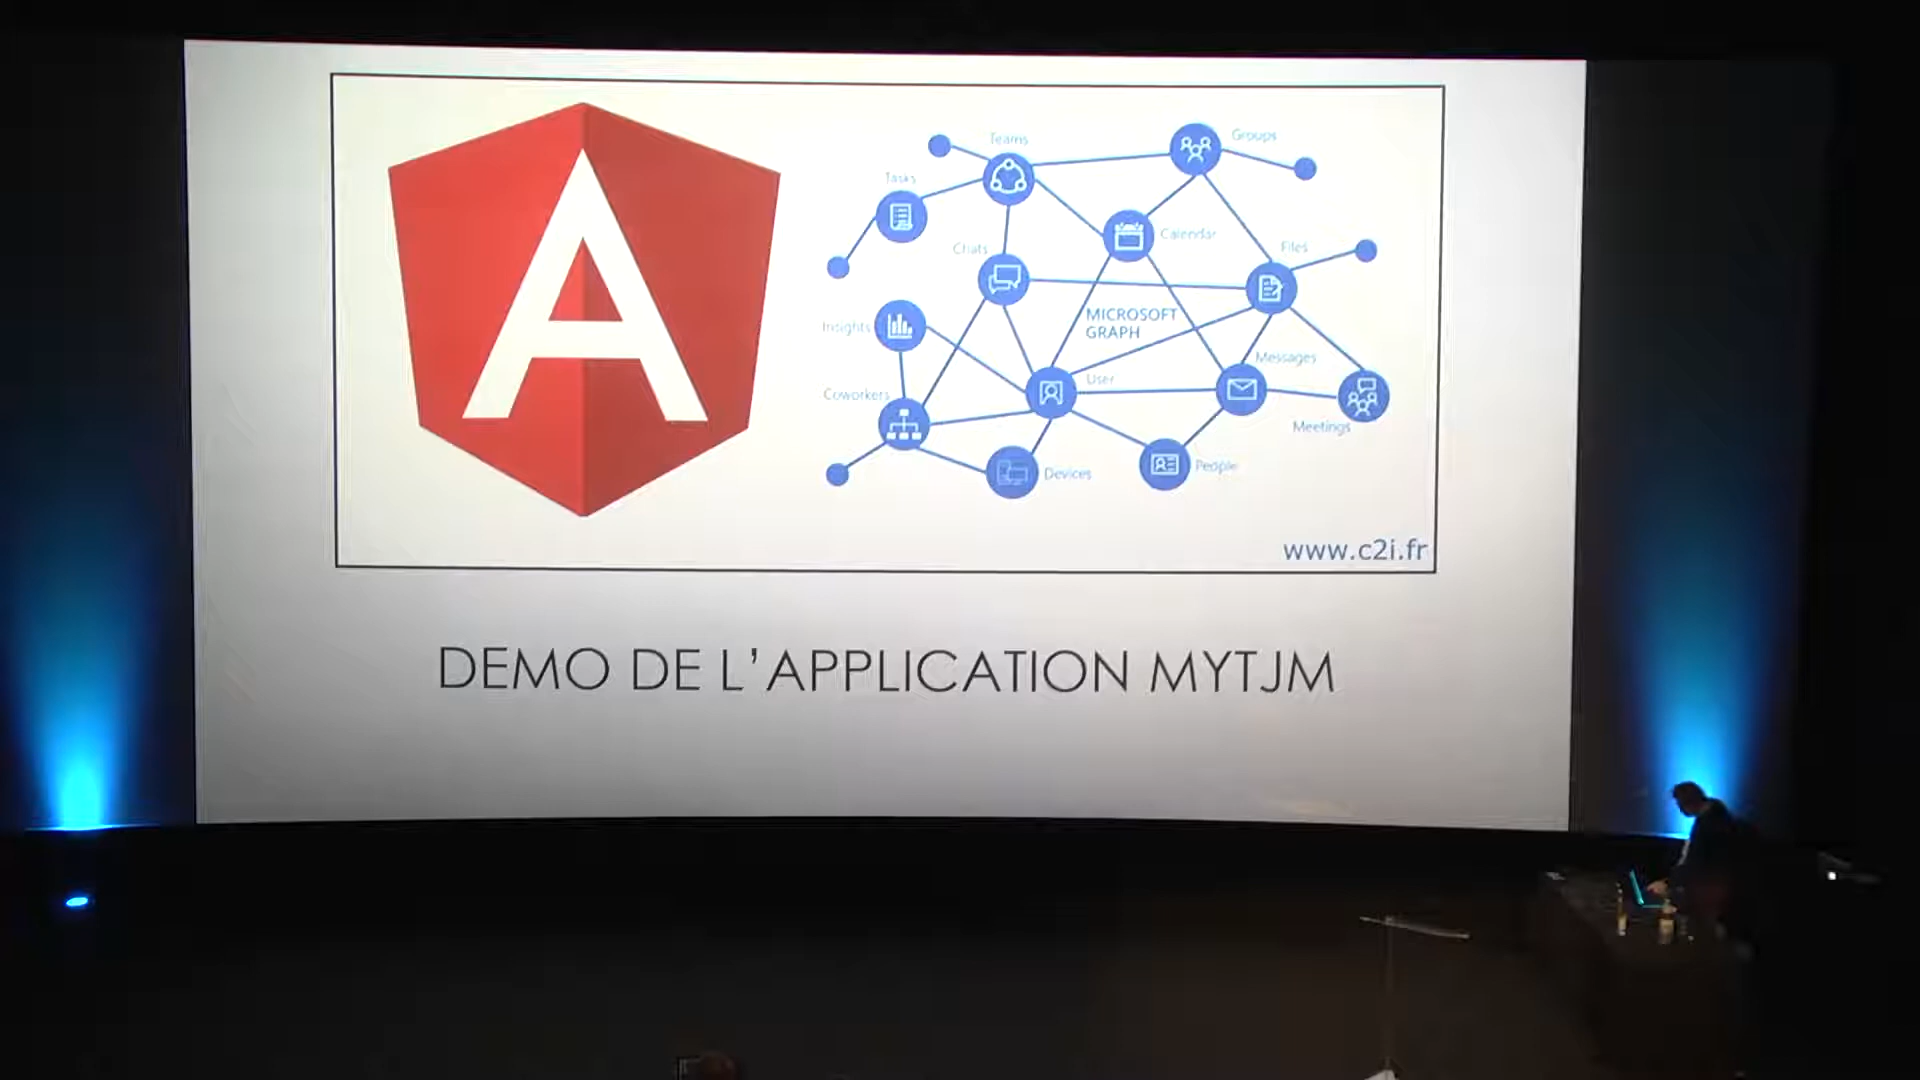 A
Teams
Groups
Tasks
Calendar
Chats
Files
MICROSOFT
GRAPH
Insights
Messages
User
Coworkers
Meetings
People
Devices
www.c2i.fr
DEMO DE L’APPLICATION MYTJM